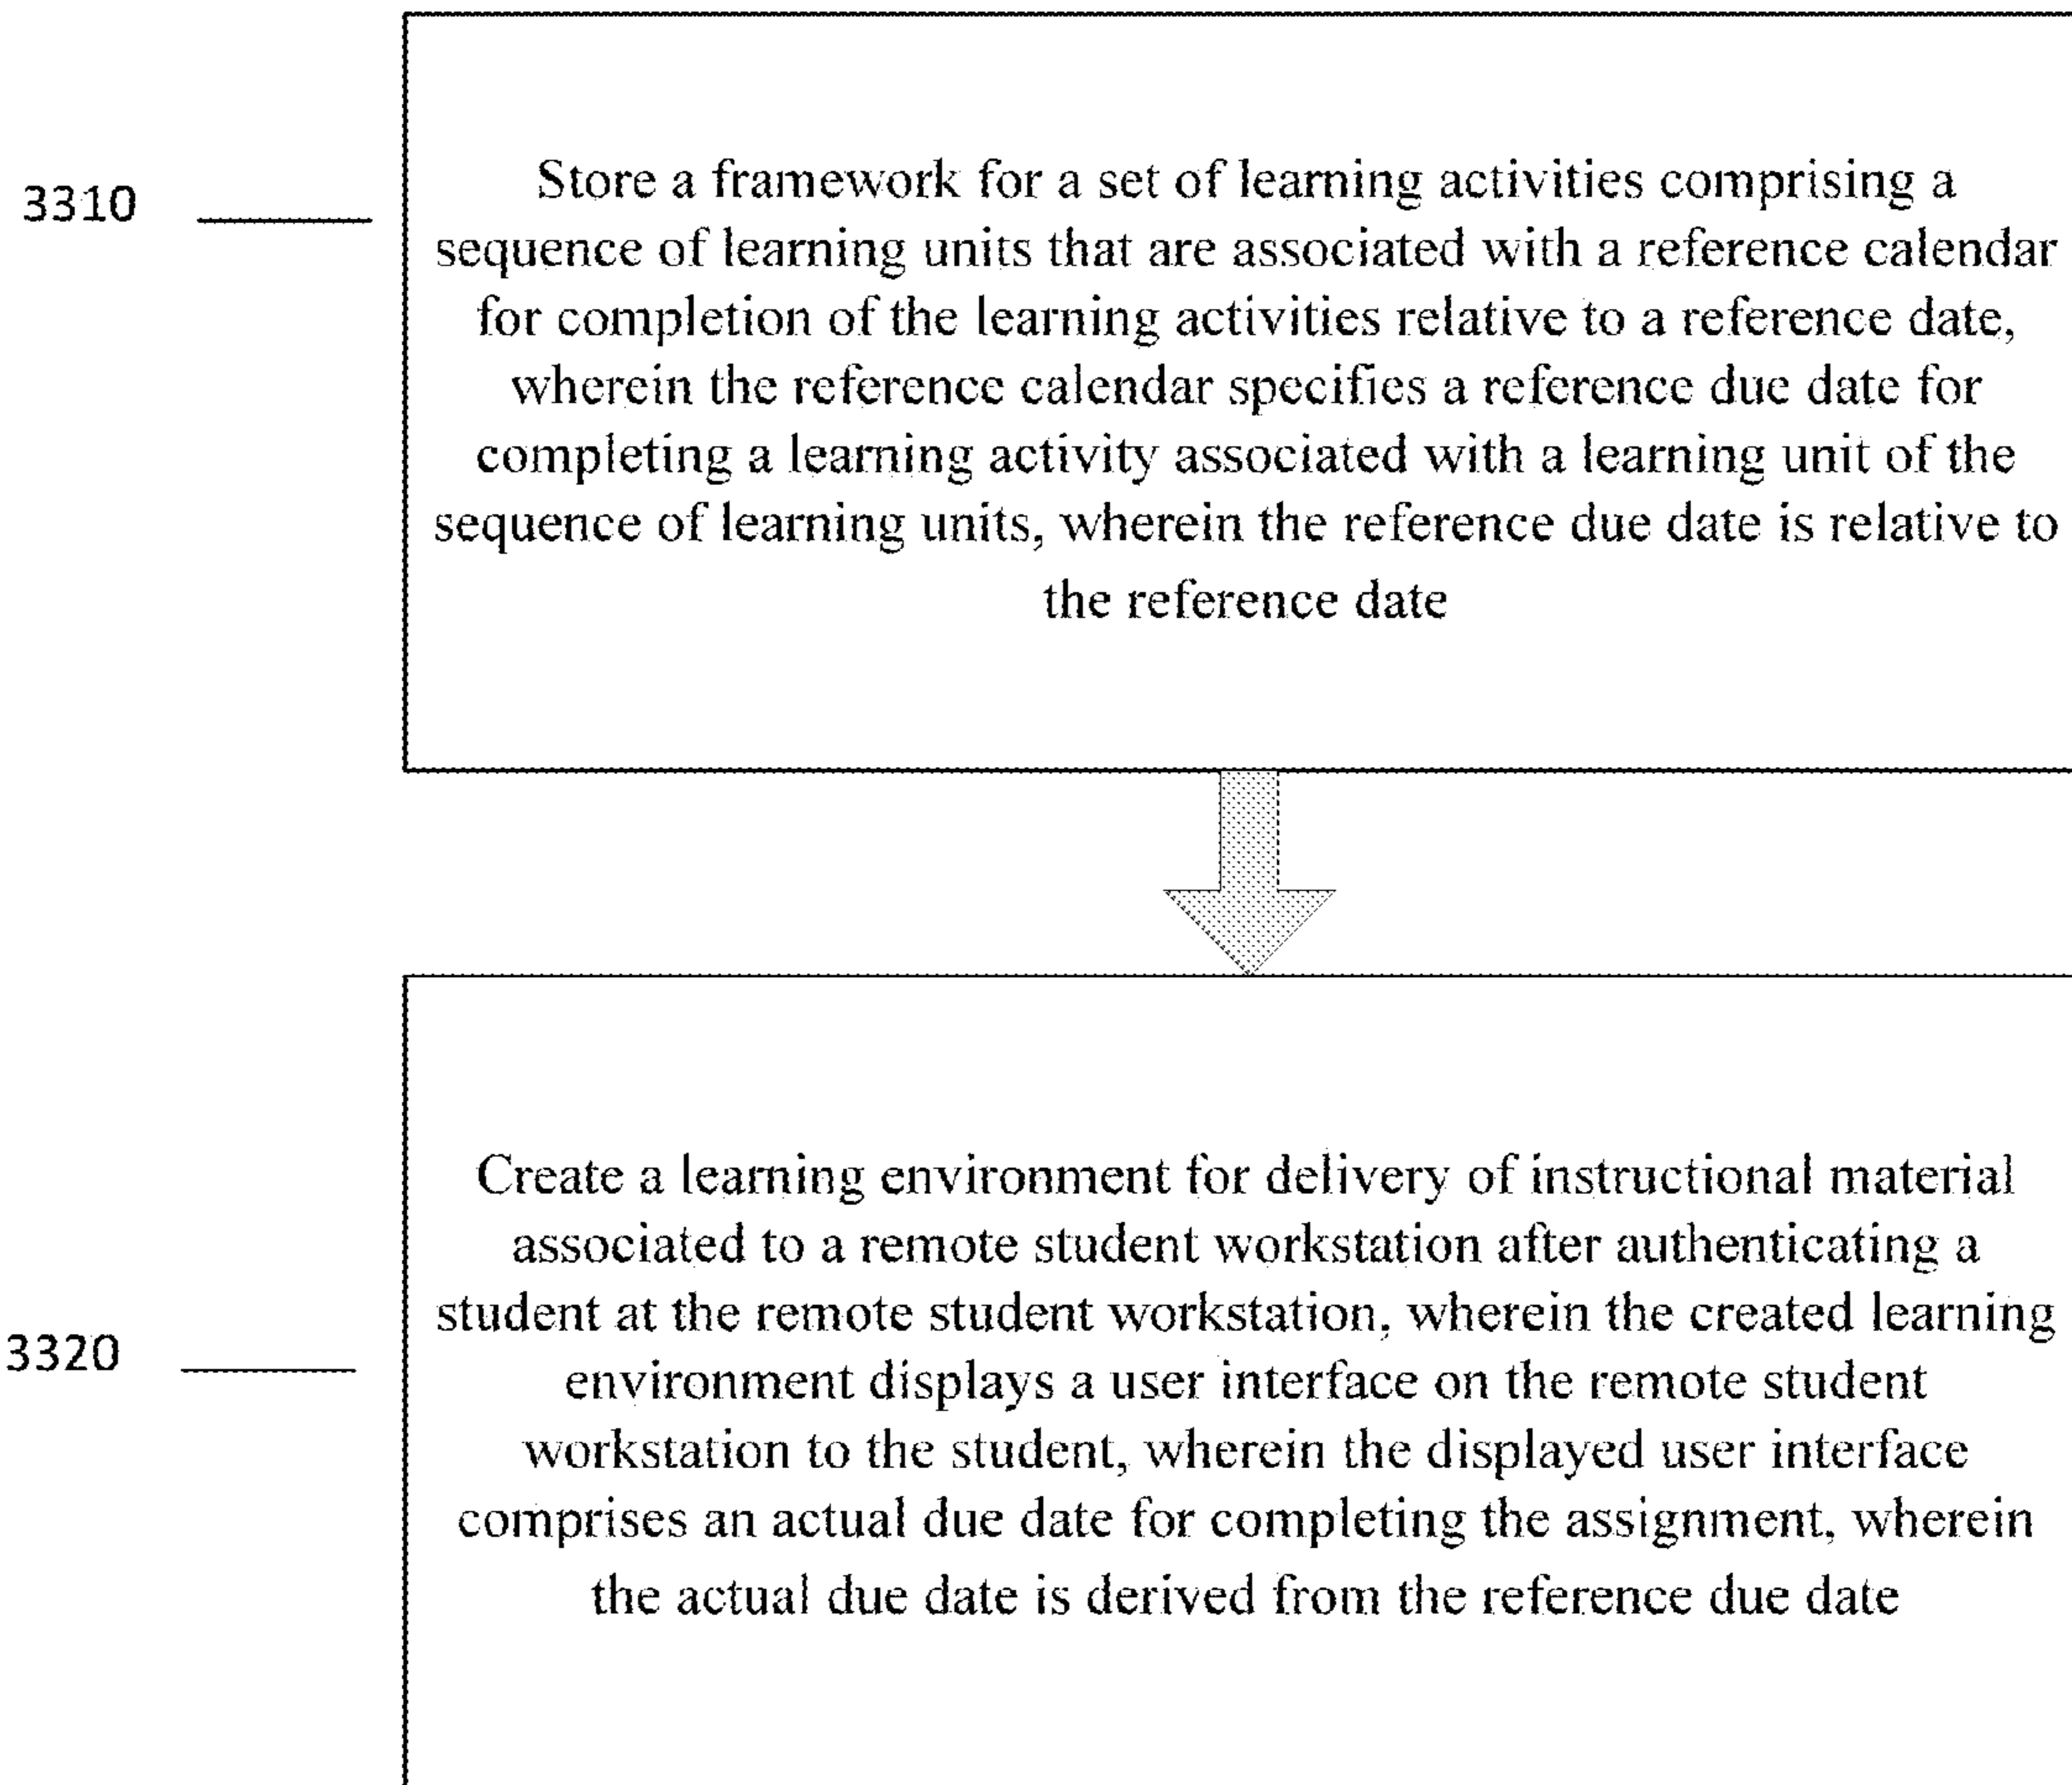 3310
Store a framework for a set of learning activities comprising a
sequence of learning units that are associated with a reference calendar
for completion of the learning activities relative to a reference date,
wherein the reference calendar specifies a reference due date for
completing a learning activity associated with a learning unit of the
sequence of learning units, wherein the reference due date is relative to
the reference date
3320
Create a learning environment for delivery of instructional material
associated to a remote student workstation after authenticating a
student at the remote student workstation, wherein the created learning
environment displays a user interface on the remote student
workstation to the student, wherein the displayed user interface
comprises an actual due date for completing the assignment, wherein
the actual due date is derived from the reference due date